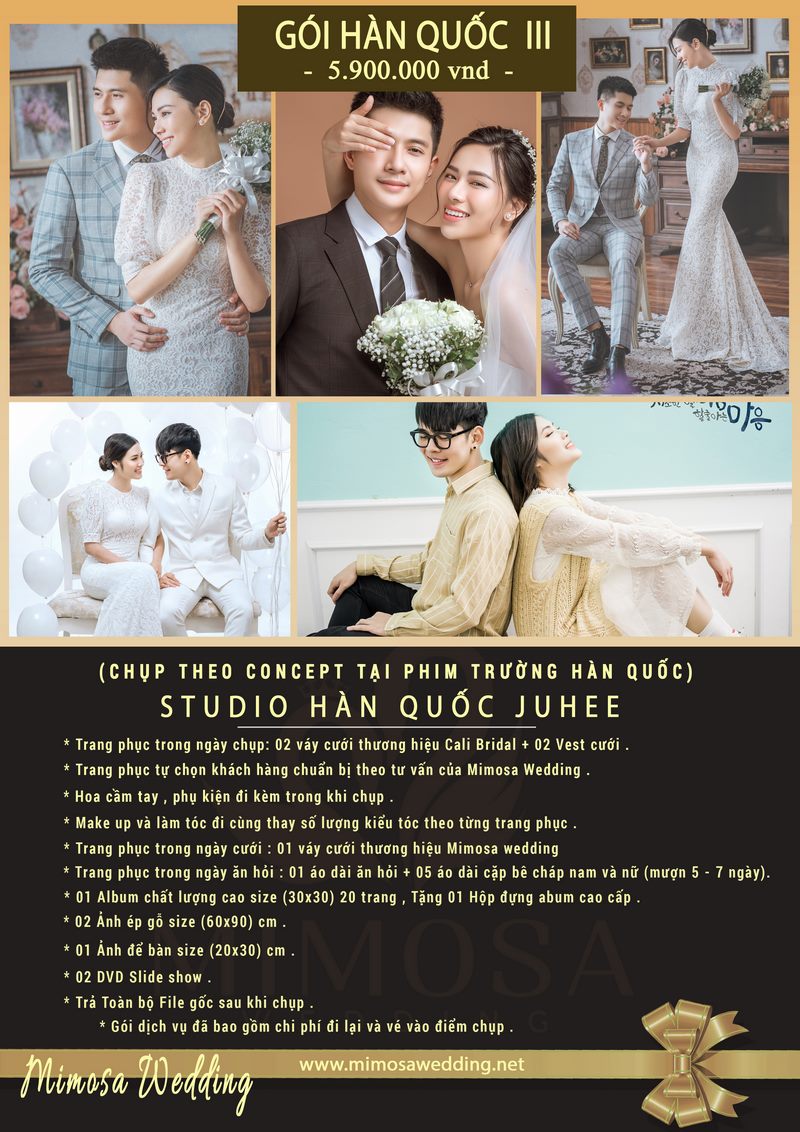 GÓI HÀN QUỐC III
- 5.900.000 vnd -
마음
(CHỤP THEO CONCEPT TẠI PHIM TRƯỜNG HÀN QUỐC)
STUDIO HÀN QUỐC JUHEE
* Trang phục trong ngày chụp: 02 váy cưới thương hiệu Cali Bridal + 02 Vest cưới .
* Trang phục tự chọn khách hàng chuẩn bị theo tư vấn của Mimosa Wedding .
* Hoa cầm tay , phụ kiện đi kèm trong khi chụp .
* Make up và làm tóc đi cùng thay số lượng kiểu tóc theo từng trang phục .
* Trang phục trong ngày cưới : 01 váy cưới thương hiệu Mimosa wedding
* Trang phục trong ngày ăn hỏi : 01 áo dài ăn hỏi + 05 áo dài cặp bê cháp nam và nữ (mượn 5 - 7 ngày).
* 01 Album chất lượng cao size (30x30) 20 trang , Tặng 01 Hộp đựng abum cao cấp .
* 02 Ảnh ép gỗ size (60x90) cm .
* 01 Ảnh để bàn size (20x30) cm .
* 02 DVD Slide show .
MIMOSA
* Trả Toàn bộ File gốc sau khi chụp .
WEDDING
* Gói dịch vụ đã bao gồm chi phí đi lại và vé vào điểm chụp .
Mimosa Wedding
www.mimosawedding.net